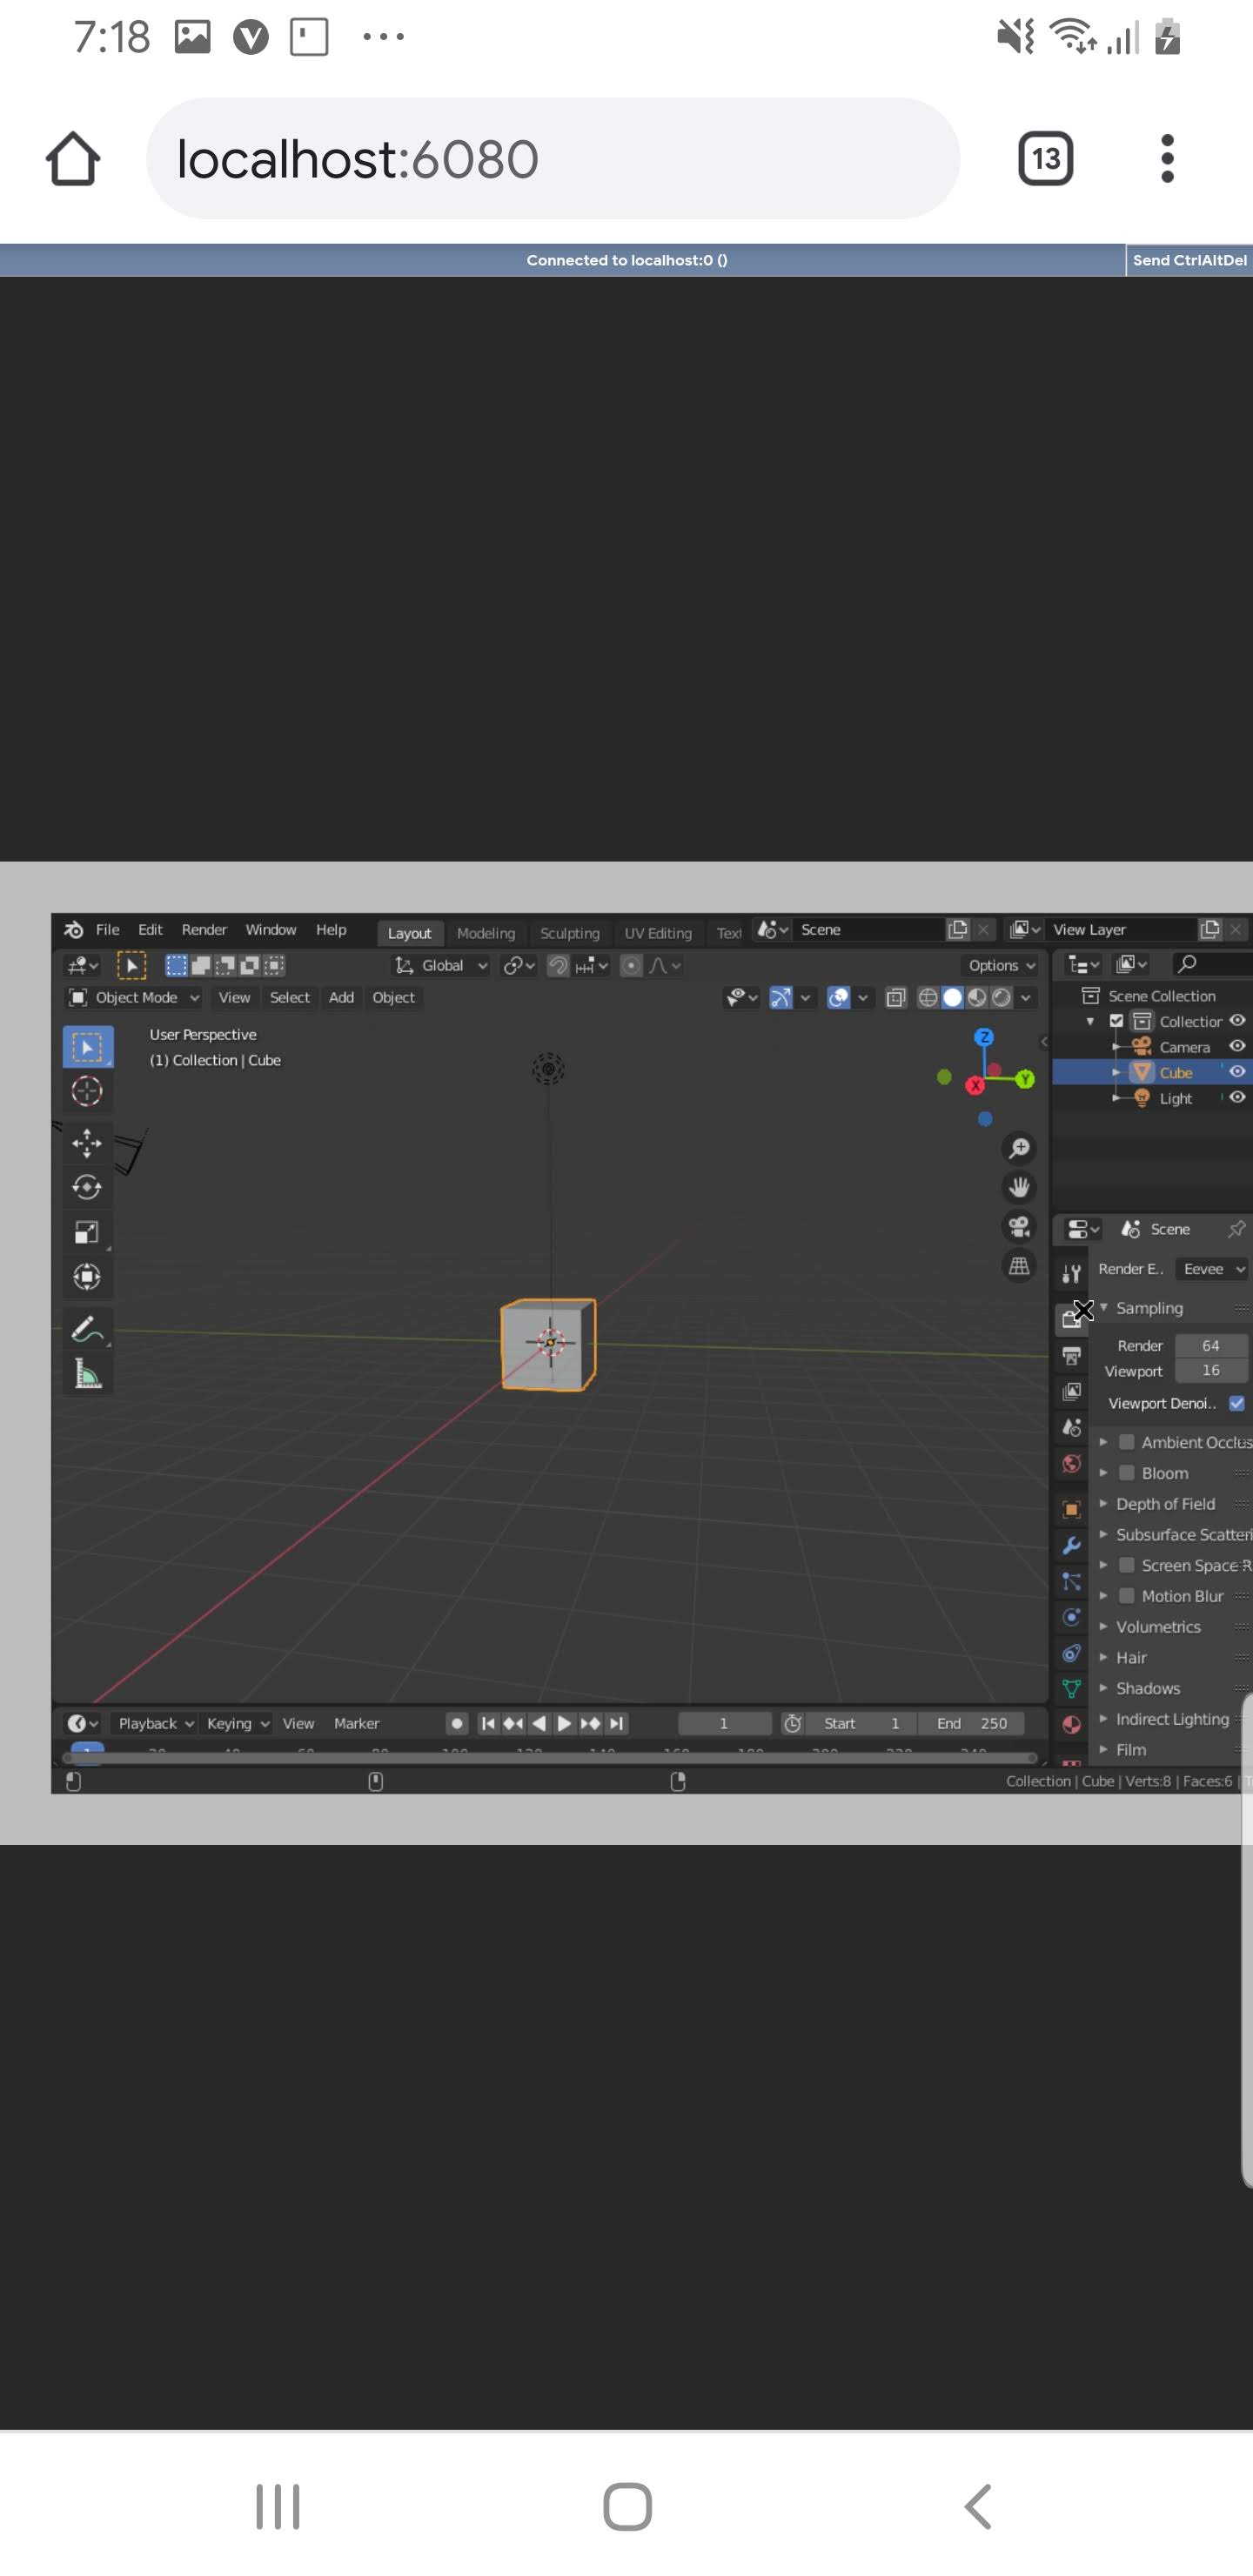 7:18
localhost:6080
13
Connected to localhost:0 ()
Send CtrlAltDel
File Edit Render Window Help Layout Modeling Sculpting UV Editing Text Scene View Layer
Global Options
Object Mode View Select Add Object
User Perspective
(1) Collection | Cube
Z
X
Y
Scene Collection
Collection
Camera
Cube
Light
Scene
Render E.. Eevee
Sampling
Render 64
Viewport 16
Viewport Denoi..
Ambient Occlus
Bloom
Depth of Field
Subsurface Scatteri
Screen Space R
Motion Blur
Volumetrics
Hair
Shadows
Indirect Lighting
Film
Playback Keying View Marker 1 Start 1 End 250
Collection | Cube | Verts:8 | Faces:6 |